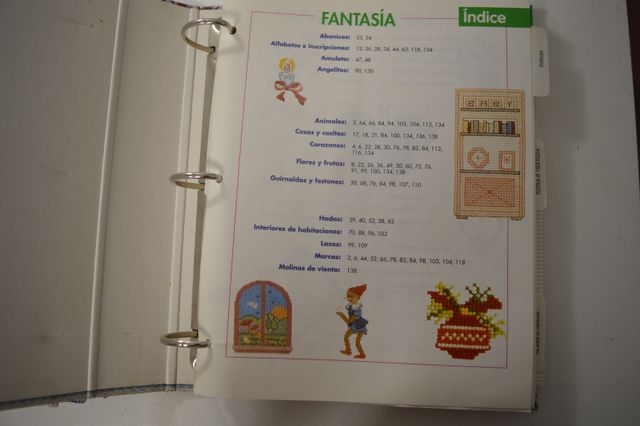 FANTASÍA
Índice
Abanicos: 23, 24
Alfabetos e inscripciones: 12, 26, 28, 34, 44, 62, 118, 134
Amuleto: 47, 48
Angelitos: 90, 130
BABY
Animales: 2, 64, 66, 84, 94, 103, 104, 112, 134
Casas y casitas: 17, 18, 21, 84, 100, 134, 136, 138
Corazones: 4, 6, 22, 28, 30, 76, 78, 82, 84, 112,
116, 134
Flores y frutas: 8, 22, 26, 36, 49, 50, 60, 75, 76,
91, 99, 100, 134, 138
Guirnaldas y festones: 50, 68, 76, 84, 98, 107, 110
Hadas: 39, 40, 52, 58, 62
Interiores de habitaciones: 70, 88, 96, 102
Lazos: 99, 109
Marcos: 2, 6, 44, 52, 66, 78, 82, 84, 98, 103, 104, 118
Molinos de viento: 138